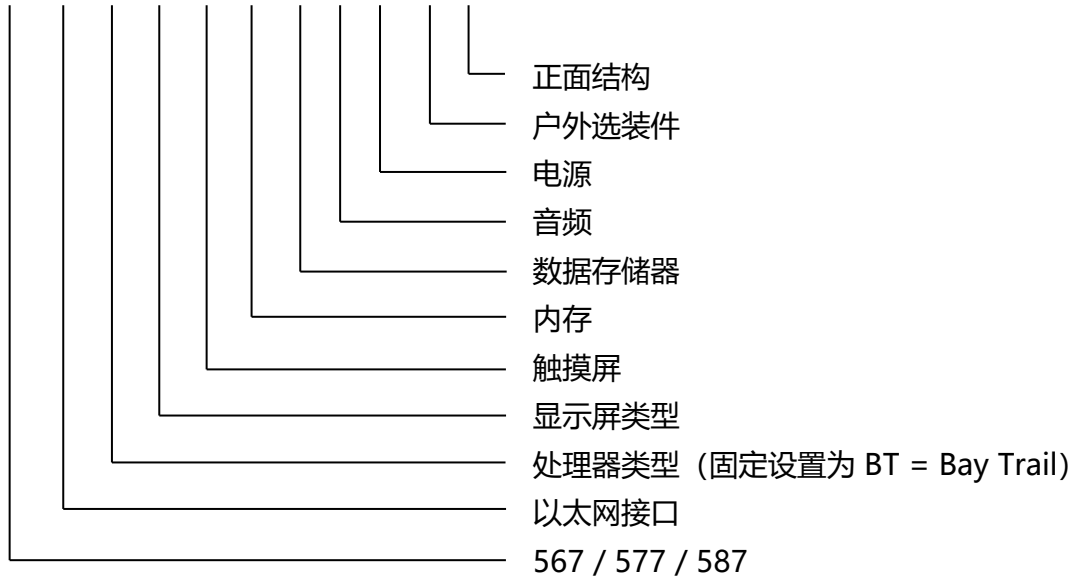 正面结构
户外选装件
电源
音频
数据存储器
内存
触摸屏
显示屏类型
处理器类型（固定设置为 BT = Bay Trail）
以太网接口
567 / 577 / 587